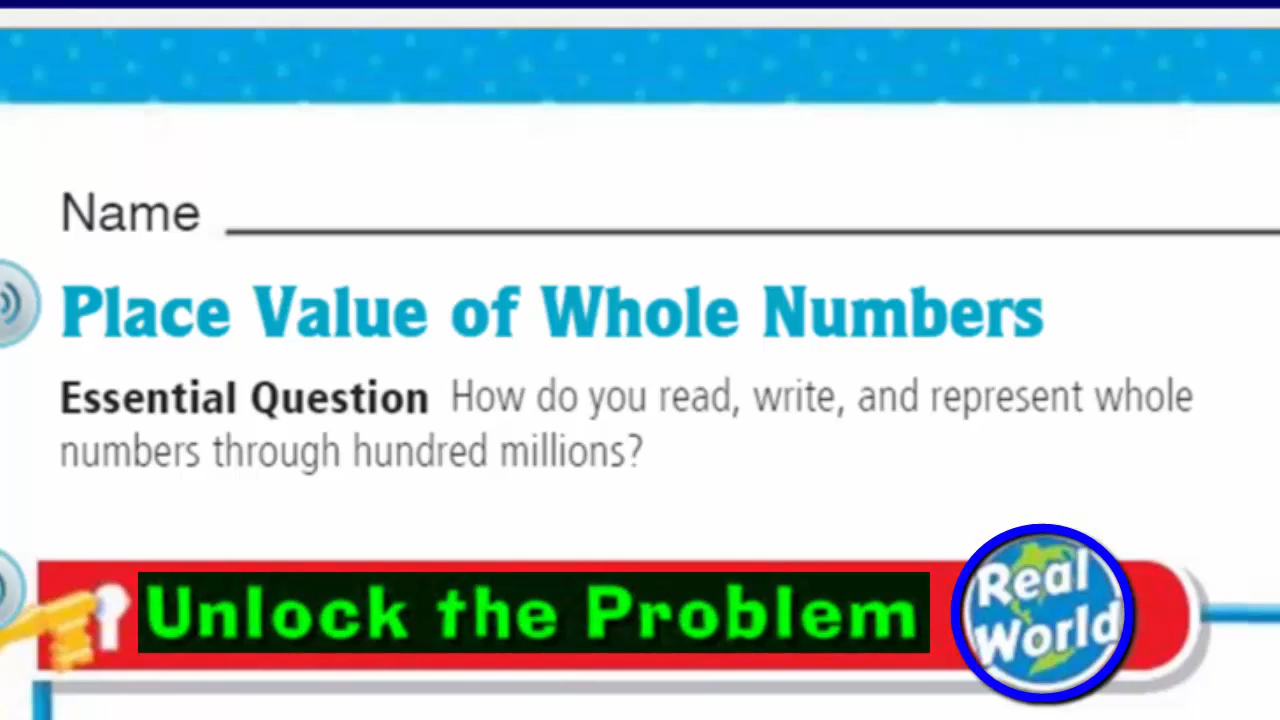 Name
Place Value of Whole Numbers
Essential Question How do you read, write, and represent whole
numbers through hundred millions?
Unlock the Problem
Real
World